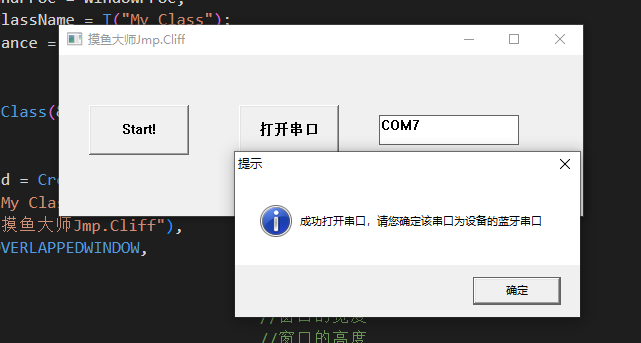 lassName = T("My Class");
摸鱼大师Jmp.Cliff
ance =
Class(
Start!
打开串口
COM7
提示
d = Cre
My Clas
成功打开串口，请您确定该串口为设备的蓝牙串口
摸鱼大师Jmp.Cliff"),
VERLAPPEDWINDOW,
确定
//窗口的宽度
//窗口的高度